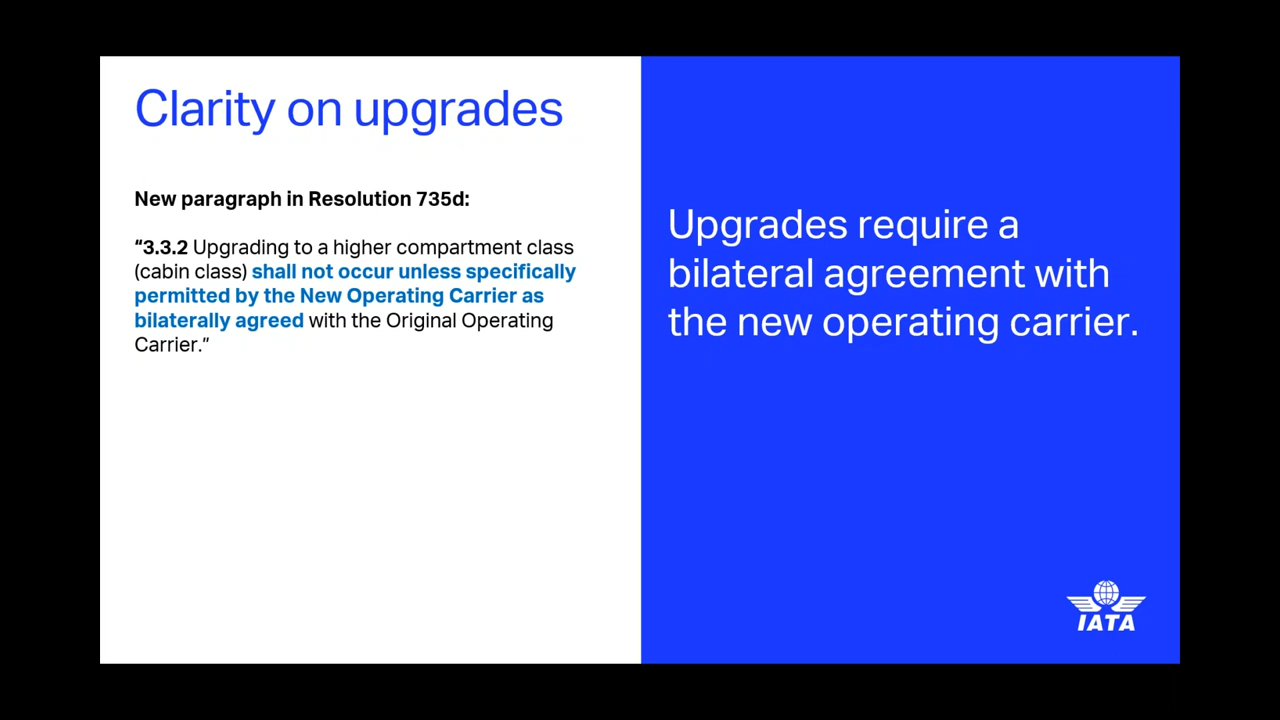 Clarity on upgrades
New paragraph in Resolution 735d:
“3.3.2 Upgrading to a higher compartment class
(cabin class) shall not occur unless specifically
permitted by the New Operating Carrier as
bilaterally agreed with the Original Operating
Carrier.”
Upgrades require a
bilateral agreement with
the new operating carrier.
IATA